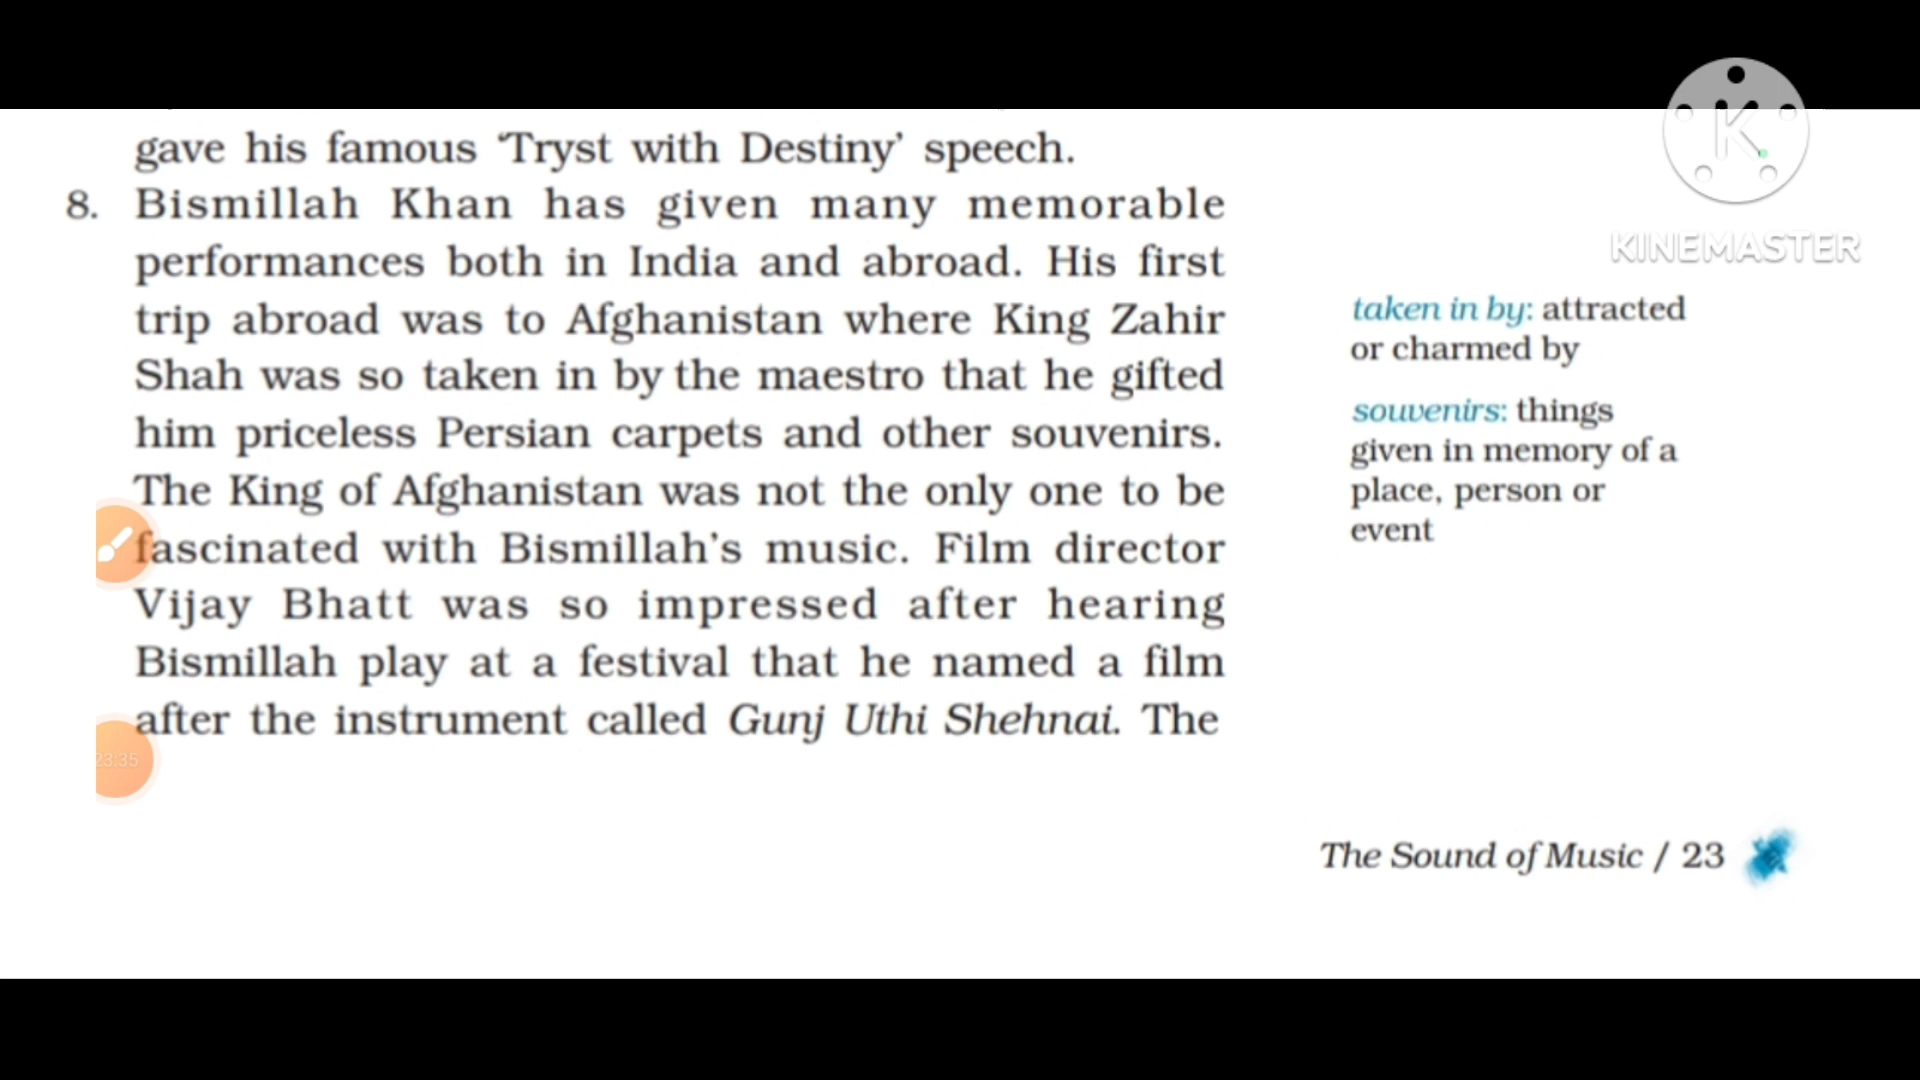 gave his famous ‘Tryst with Destiny’ speech.
8. Bismillah Khan has given many memorable
performances both in India and abroad. His first
trip abroad was to Afghanistan where King Zahir
Shah was so taken in by the maestro that he gifted
him priceless Persian carpets and other souvenirs.
The King of Afghanistan was not the only one to be
fascinated with Bismillah’s music. Film director
Vijay Bhatt was so impressed after hearing
Bismillah play at a festival that he named a film
after the instrument called Gunj Uthi Shehnai. The
K
KINEMASTER
taken in by: attracted
or charmed by
souvenirs: things
given in memory of a
place, person or
event
23:35
The Sound of Music / 23